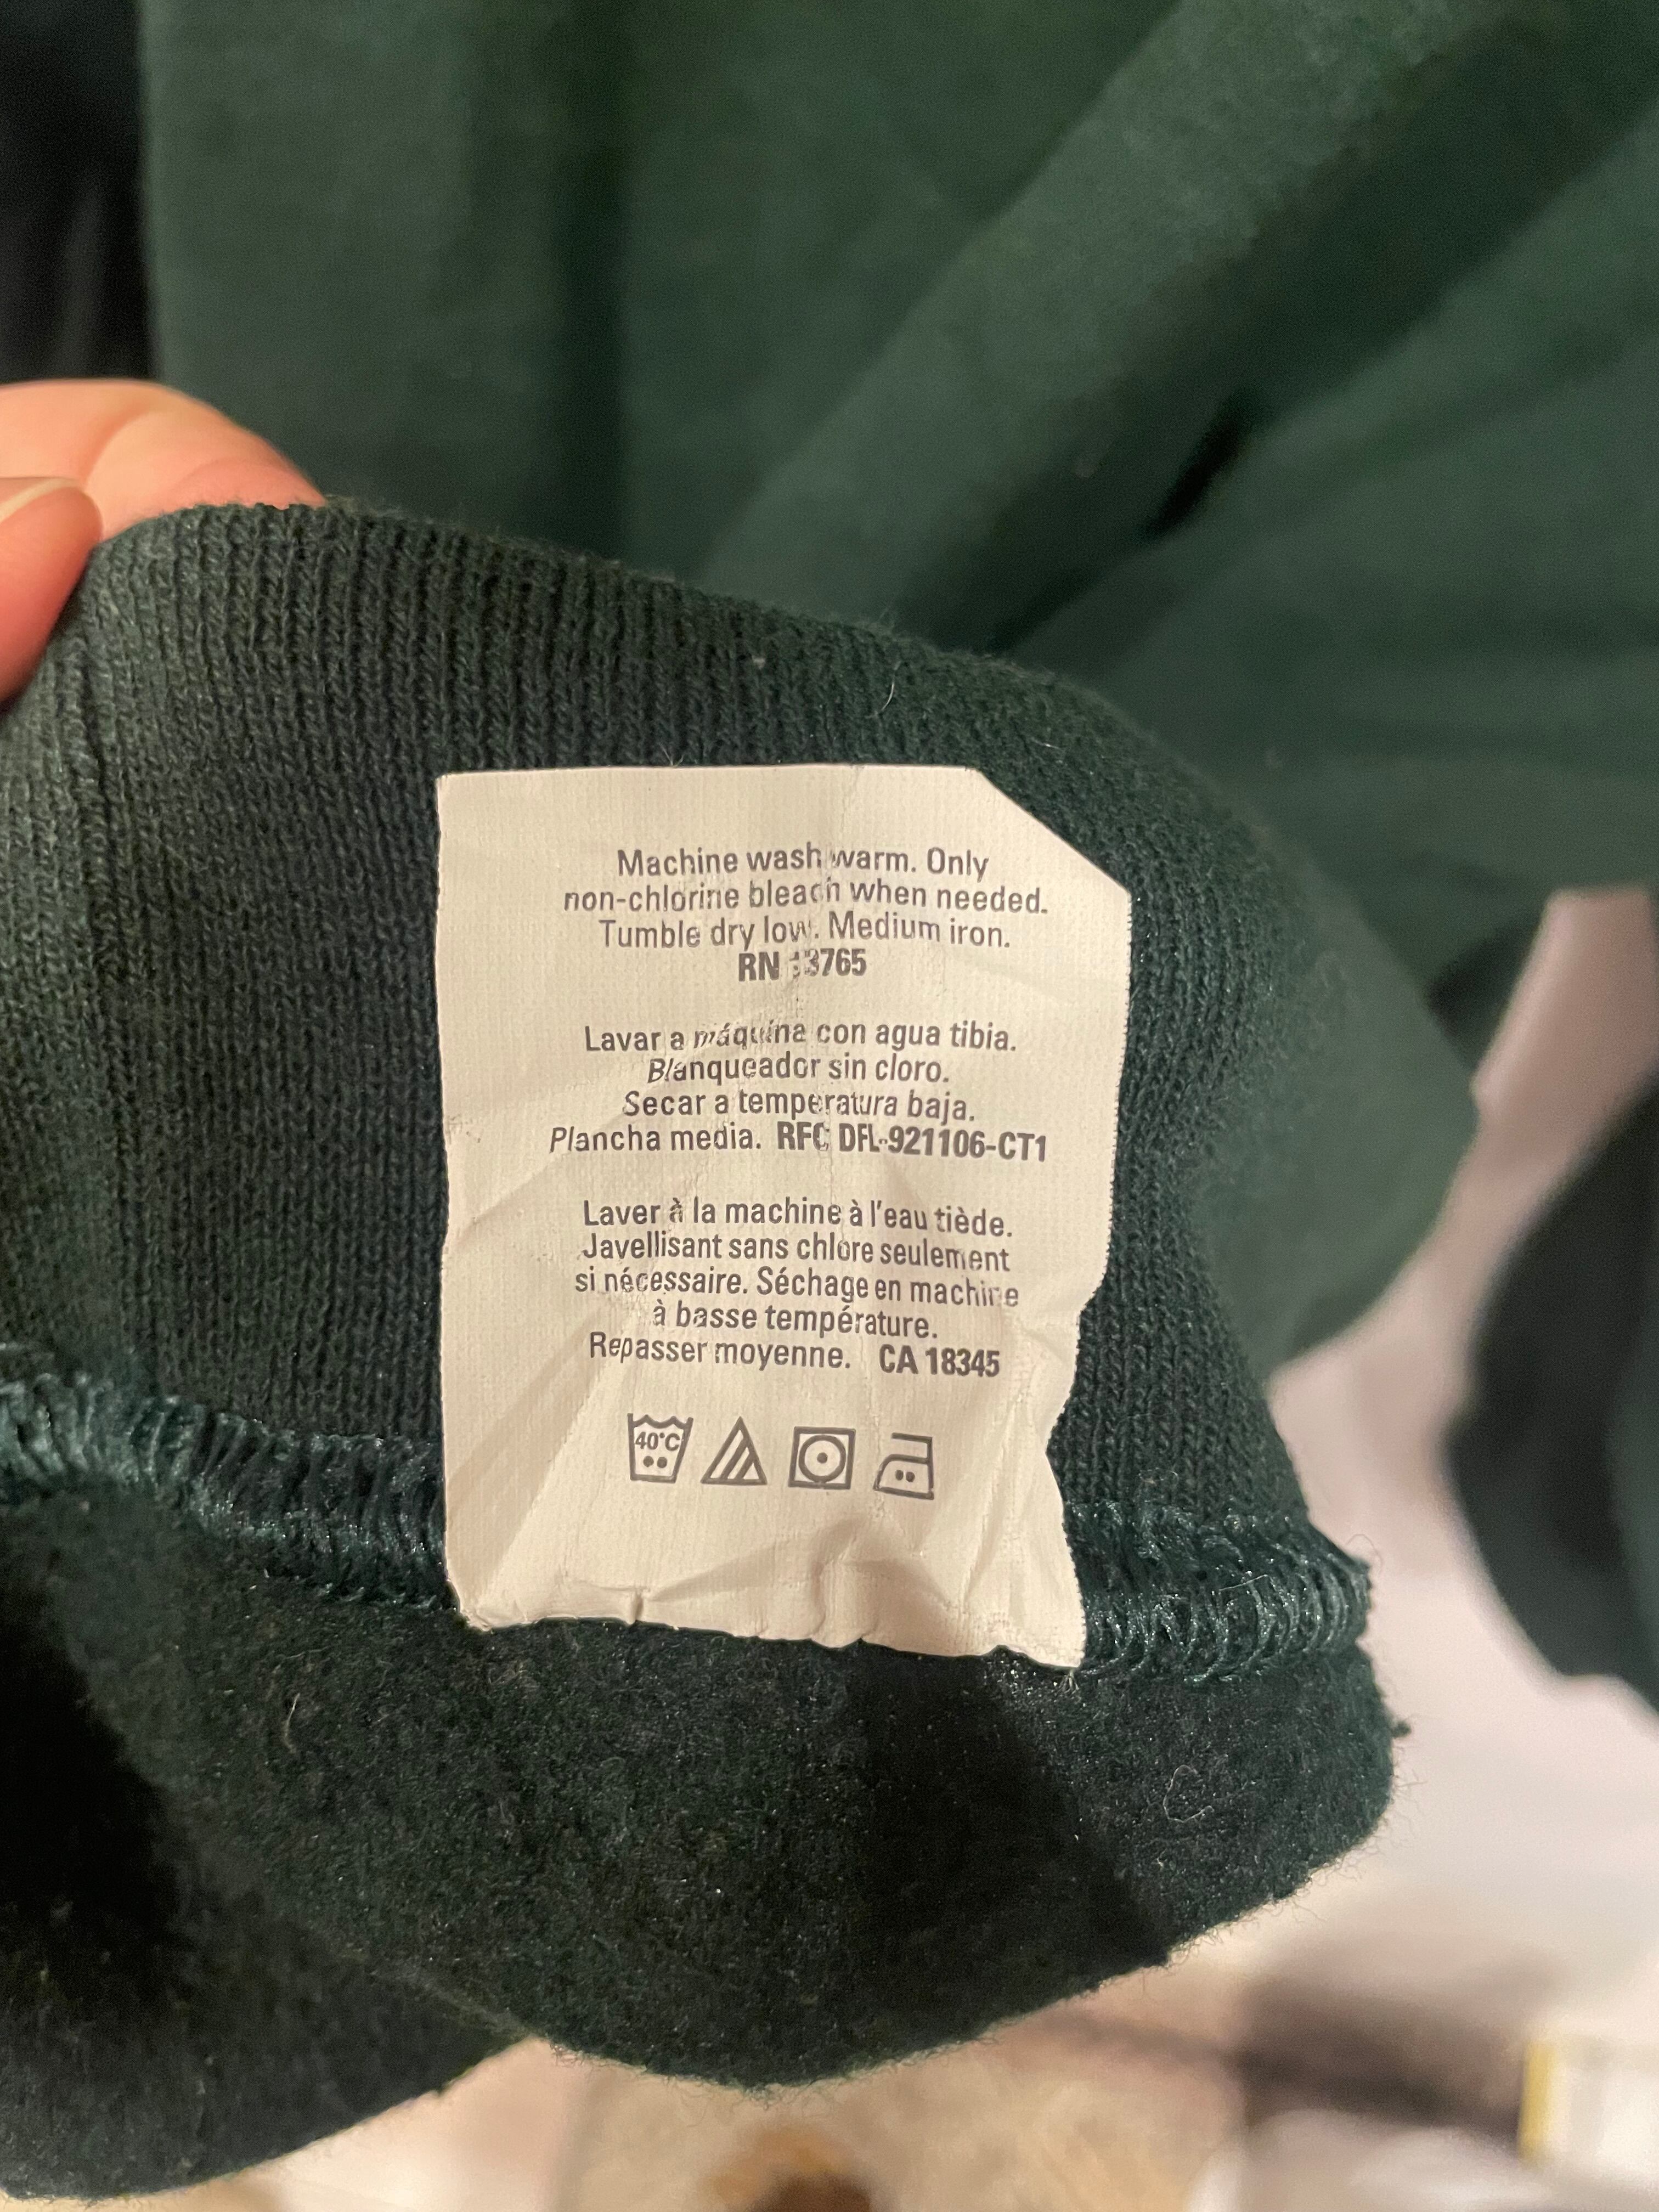 Machine wash warm. Only
non-chlorine bleach when needed.
Tumble dry low. Medium iron.
RN 13765
Lavar a máquina con agua tibia.
Blanqueador sin cloro.
Secar a temperatura baja.
Plancha media. RFC DFL-921106-CT1
Laver à la machine à l'eau tiède.
Javellisant sans chlore seulement
si nécessaire. Séchage en machine
à basse température.
Repasser moyenne. CA 18345
40°C